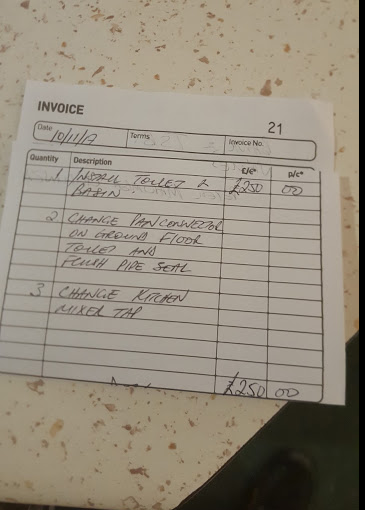 INVOICE
21
Date 10/11/17 Terms Invoice No.
Quantity Description £/€* p/c*
1 INSTALL TOILET & £250 00
BASIN
2 CHANGE PAN CONNECTOR
ON GROUND FLOOR
TOILET AND
FLUSH PIPE SEAL
3 CHANGE KITCHEN
MIXER TAP
£250 00